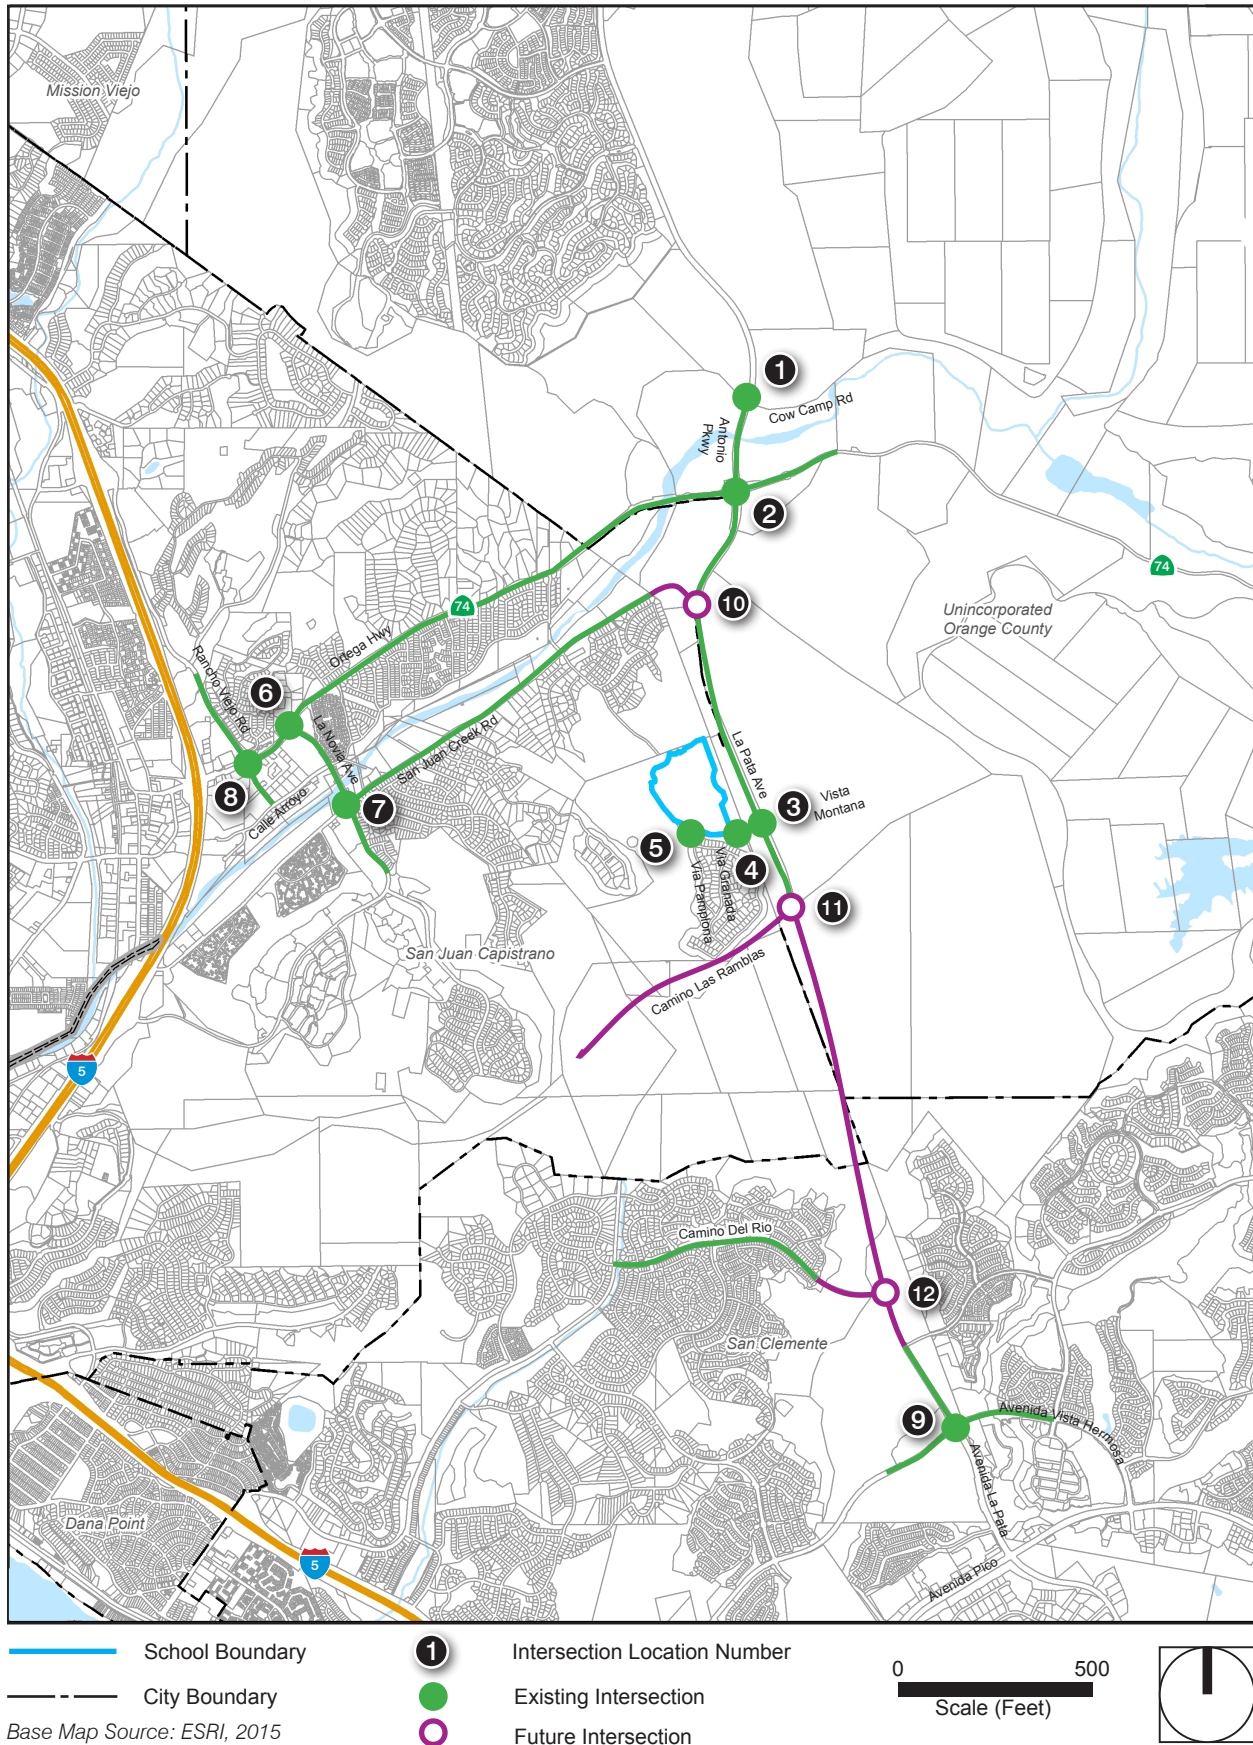 Mission Viejo
1
Cow Camp Rd
Antonio
Pkwy
2
74
74
10
Unincorporated
Orange County
Ortega Hwy
Rancho Viejo Rd
6
La Novia Ave
San Juan Creek Rd
La Pata Ave
8
Calle Arroyo
7
3
Vista
Montana
5
4
Via Granada
Via Pamplona
11
San Juan Capistrano
Camino Las Ramblas
5
Camino Del Rio
12
San Clemente
9
Avenida Vista Hermosa
Avenida La Pata
Dana Point
5
Avenida Pico
School Boundary
1
Intersection Location Number
0
500
City Boundary
Existing Intersection
Scale (Feet)
Base Map Source: ESRI, 2015
Future Intersection